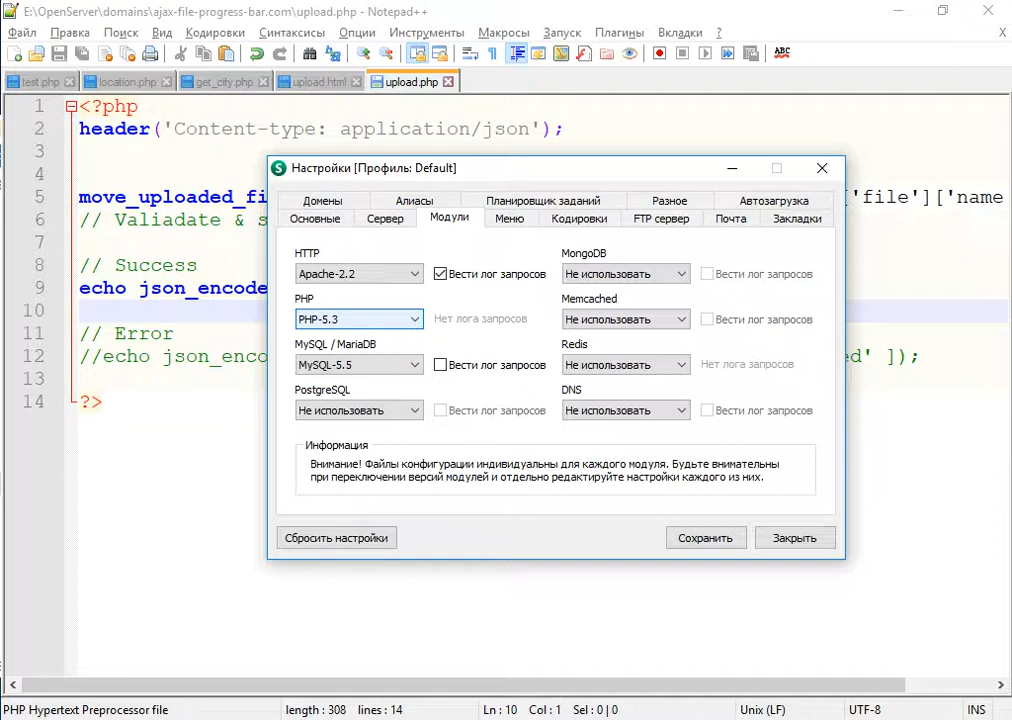 E:\OpenServer\domains\ajax-file-progress-bar.com\upload.php - Notepad++
Файл Правка Поиск Вид Кодировки Синтаксисы Опции Инструменты Макросы Запуск Плагины Вкладки ? X
ABC
test.php location.php get_city.php upload.html upload.php
1 <?php
2 header('Content-type: application/json');
3
4
5 move_uploaded_fi 'file']['name
6 // Valiadate & s
7
8 // Success
9 echo json_encode
10
11 // Error
12 //echo json_enco ed' ]);
13
14 ?>
Настройки [Профиль: Default]
Домены Алиасы Планировщик заданий Разное Автозагрузка
Основные Сервер Модули Меню Кодировки FTP сервер Почта Закладки
HTTP MongoDB
Apache-2.2 Вести лог запросов Не использовать Вести лог запросов
PHP Memcached
PHP-5.3 Нет лога запросов Не использовать Вести лог запросов
MySQL / MariaDB Redis
MySQL-5.5 Вести лог запросов Не использовать Нет лога запросов
PostgreSQL DNS
Не использовать Вести лог запросов Не использовать Вести лог запросов
Информация
Внимание! Файлы конфигурации индивидуальны для каждого модуля. Будьте внимательны
при переключении версий модулей и отдельно редактируйте настройки каждого из них.
Сбросить настройки Сохранить Закрыть
PHP Hypertext Preprocessor file length : 308 lines : 14 Ln : 10 Col : 1 Sel : 0 | 0 Unix (LF) UTF-8 INS